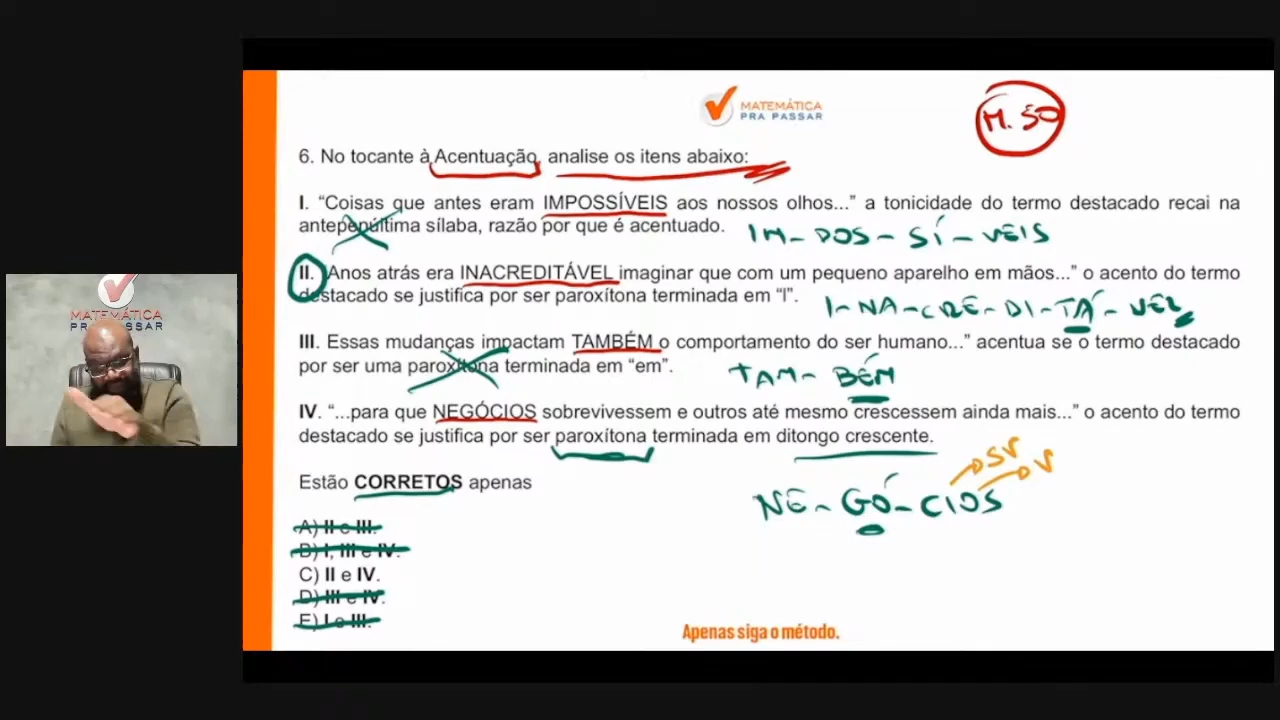 MATEMÁTICA
PRA PASSAR
M. SO
6. No tocante à Acentuação, analise os itens abaixo:
I. “Coisas que antes eram IMPOSSÍVEIS aos nossos olhos...” a tonicidade do termo destacado recai na
antepenúltima sílaba, razão por que é acentuado.
IM- POS - SÍ - VEIS
II. Anos atrás era INACREDITÁVEL imaginar que com um pequeno aparelho em mãos...” o acento do termo
destacado se justifica por ser paroxítona terminada em “l”.
I-NA-CRE-DI-TÁ-VEL
III. Essas mudanças impactam TAMBÉM o comportamento do ser humano...” acentua se o termo destacado
por ser uma paroxítona terminada em “em”.
TAM- BÉM
IV. “...para que NEGÓCIOS sobrevivessem e outros até mesmo crescessem ainda mais...” o acento do termo
destacado se justifica por ser paroxítona terminada em ditongo crescente.
SV
V
Estão CORRETOS apenas
NE-GÓ-CIOS
A) II e III.
B) I, III e IV.
C) II e IV.
D) III e IV.
E) I e III.
Apenas siga o método.
MATEMÁTICA
PRA PASSAR